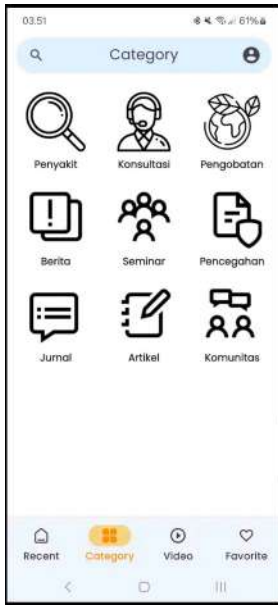 03.51 61%
Category
Penyakit Konsultasi Pengobatan
Berita Seminar Pencegahan
Jurnal Artikel Komunitas
Recent Category Video Favorite